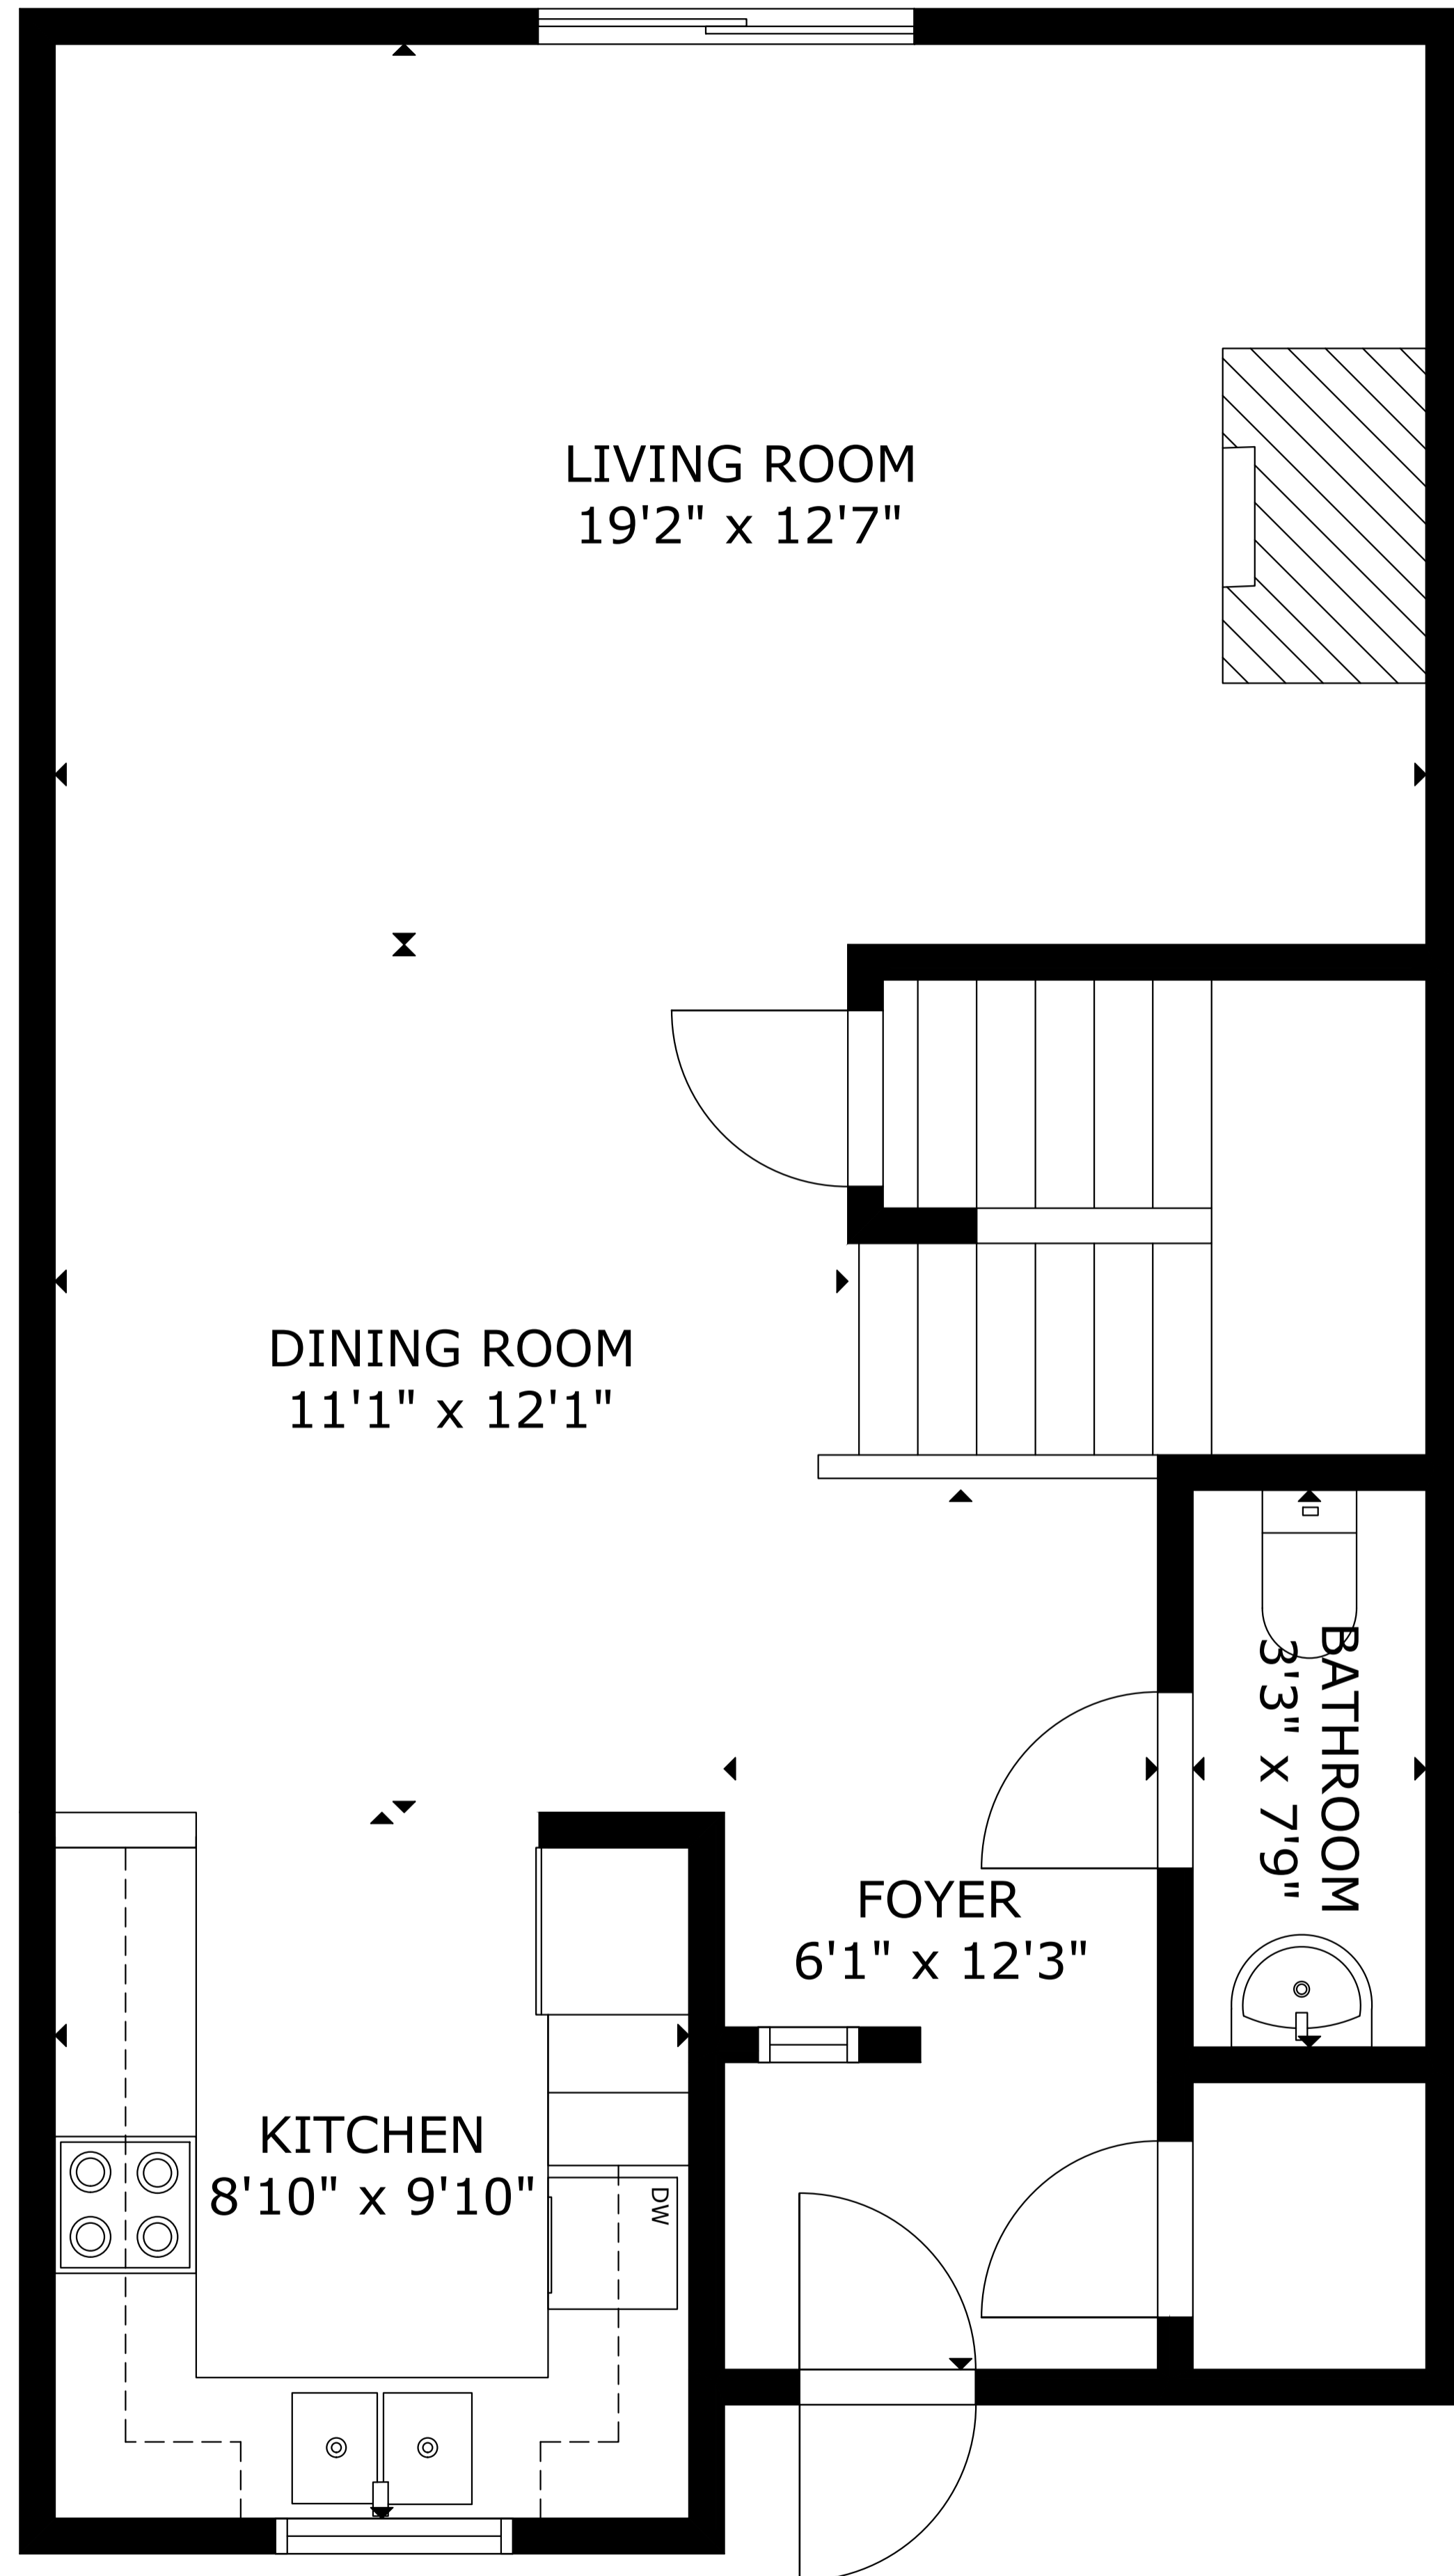 LIVING ROOM
19'2" x 12'7"
DINING ROOM
11'1" x 12'1"
BATHROOM
3'3" x 7'9"
FOYER
6'1" x 12'3"
KITCHEN
8'10" x 9'10"
DW